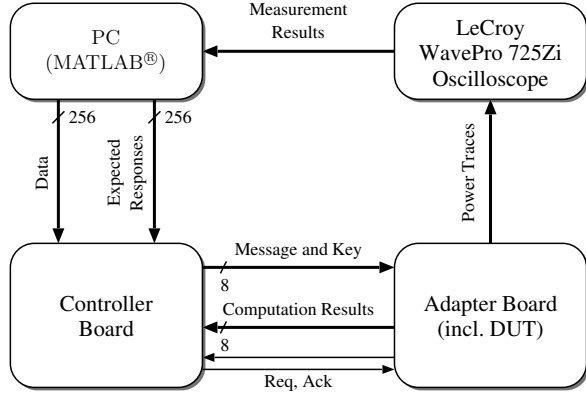 Measurement
Results
PC
(MATLAB®)
LeCroy
WavePro 725Zi
Oscilloscope
256
256
Data
Expected
Responses
Power Traces
Message and Key
8
Controller
Board
Computation Results
8
Adapter Board
(incl. DUT)
Req, Ack